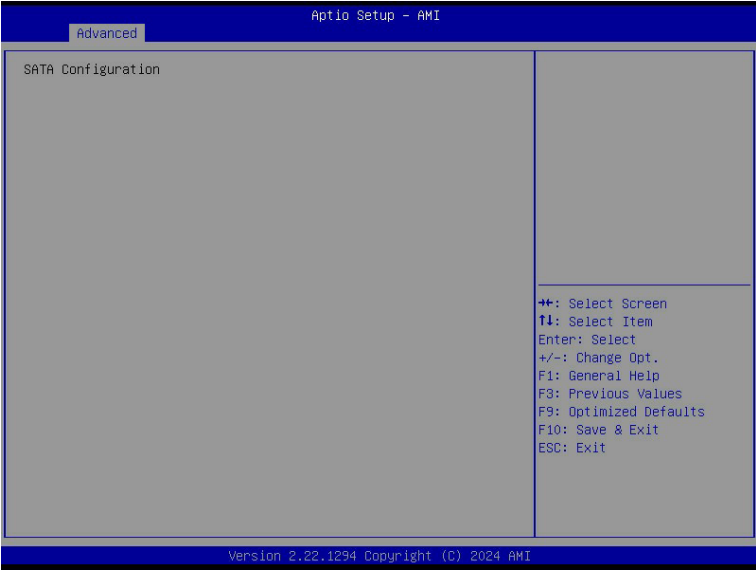 Aptio Setup – AMI
Advanced
SATA Configuration
→←: Select Screen
↑↓: Select Item
Enter: Select
+/-: Change Opt.
F1: General Help
F3: Previous Values
F9: Optimized Defaults
F10: Save & Exit
ESC: Exit
Version 2.22.1294 Copyright (C) 2024 AMI